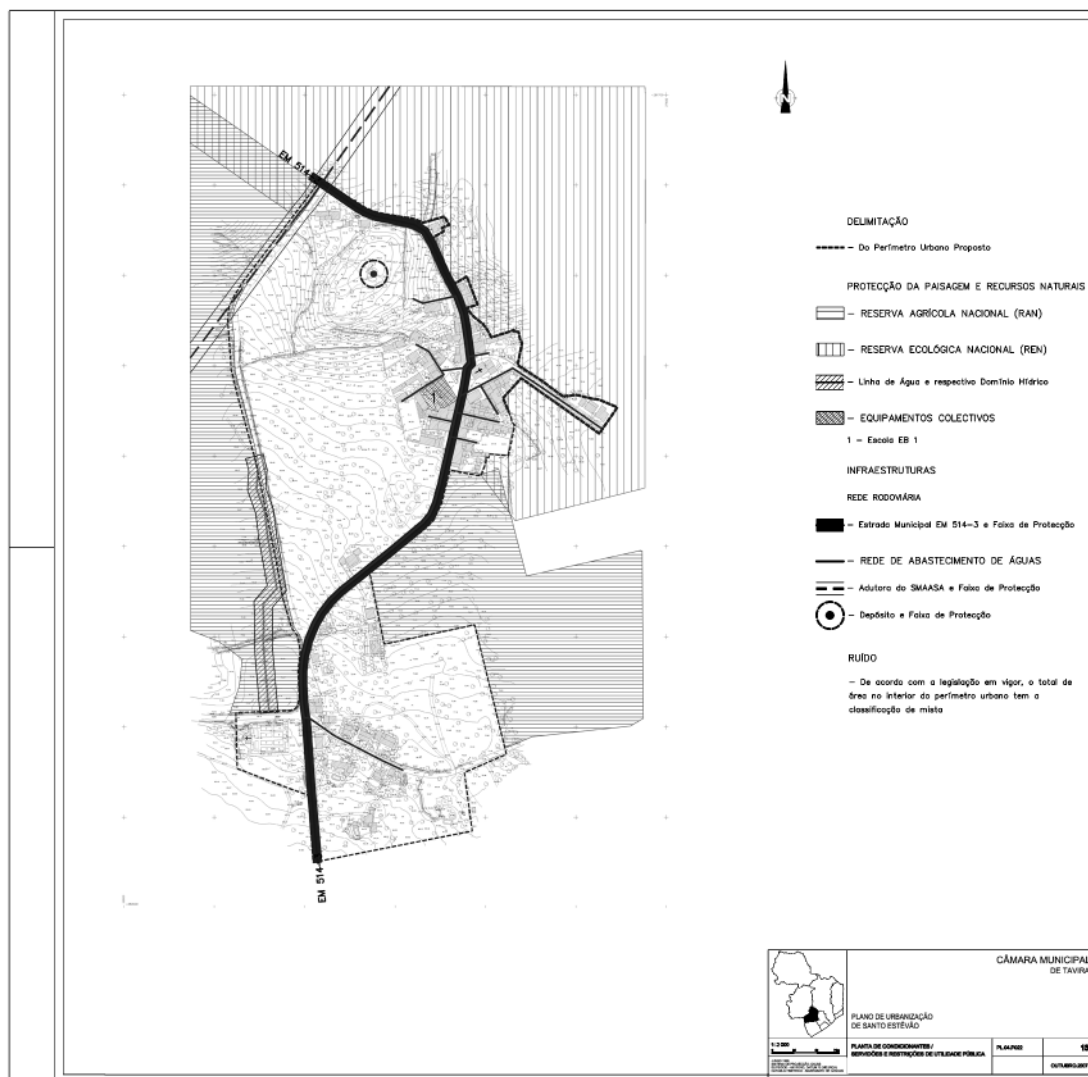 EM 514
1
EM 514
N
DELIMITAÇÃO
- Do Perímetro Urbano Proposto
PROTECÇÃO DA PAISAGEM E RECURSOS NATURAIS
- RESERVA AGRÍCOLA NACIONAL (RAN)
- RESERVA ECOLÓGICA NACIONAL (REN)
- Linha de Água e respectivo Domínio Hídrico
- EQUIPAMENTOS COLECTIVOS
1 - Escola EB 1
INFRAESTRUTURAS
REDE RODOVIÁRIA
- Estrada Municipal EM 514-3 e Faixa de Protecção
- REDE DE ABASTECIMENTO DE ÁGUAS
- Adutora do SMAASA e Faixa de Protecção
- Depósito e Faixa de Protecção
RUÍDO
- De acordo com a legislação em vigor, o total de
área no interior do perímetro urbano tem a
classificação de mista
CÂMARA MUNICIPAL
DE TAVIRA
PLANO DE URBANIZAÇÃO
DE SANTO ESTÊVÃO
1:2 000
PLANTA DE CONDICIONANTES /
SERVIDÕES E RESTRIÇÕES DE UTILIDADE PÚBLICA
OUTUBRO.2007